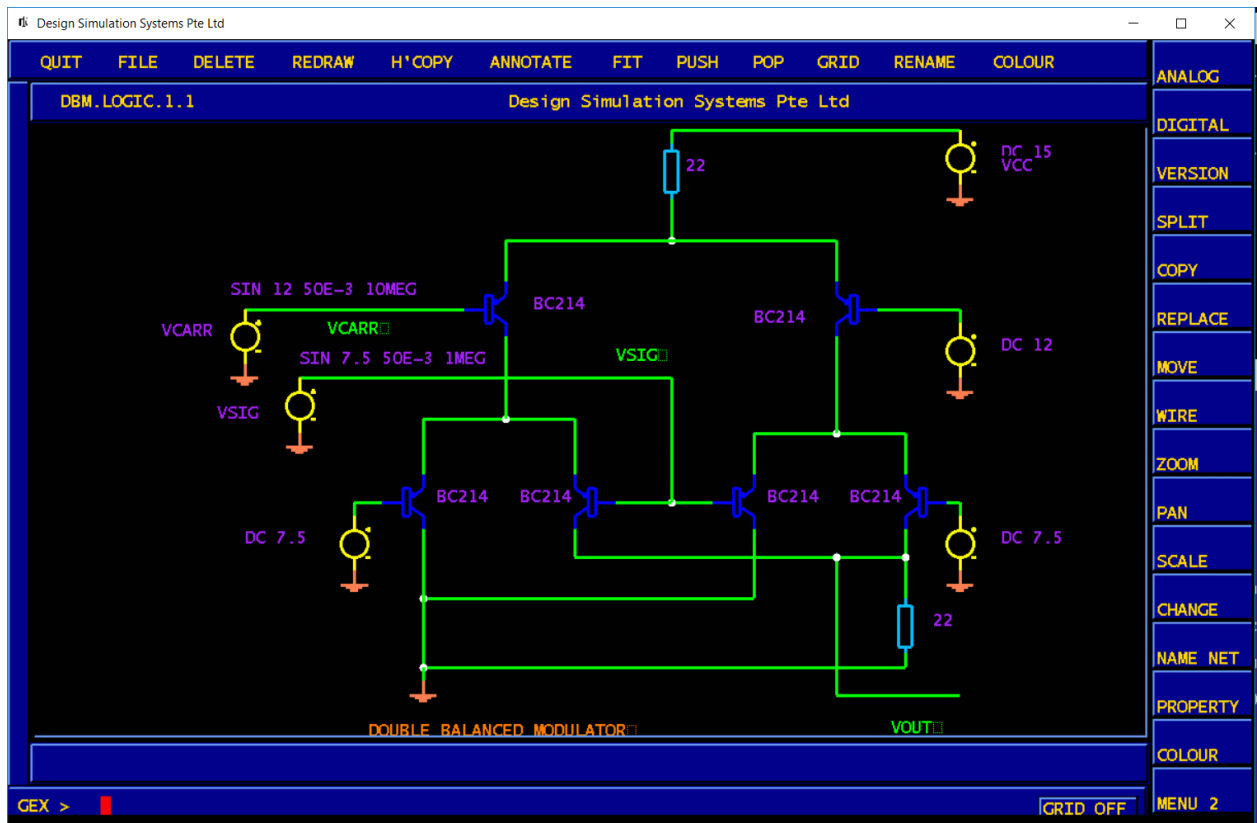 Design Simulation Systems Pte Ltd
QUIT FILE DELETE REDRAW H'COPY ANNOTATE FIT PUSH POP GRID RENAME COLOUR
DBM.LOGIC.1.1 Design Simulation Systems Pte Ltd
22
DC 15
VCC
SIN 12 50E-3 10MEG
BC214
BC214
VCARR
VCARR
SIN 7.5 50E-3 1MEG
VSIG
DC 12
VSIG
BC214 BC214 BC214 BC214
DC 7.5
DC 7.5
22
DOUBLE BALANCED MODULATOR
VOUT
GEX >
GRID OFF
ANALOG
DIGITAL
VERSION
SPLIT
COPY
REPLACE
MOVE
WIRE
ZOOM
PAN
SCALE
CHANGE
NAME NET
PROPERTY
COLOUR
MENU 2